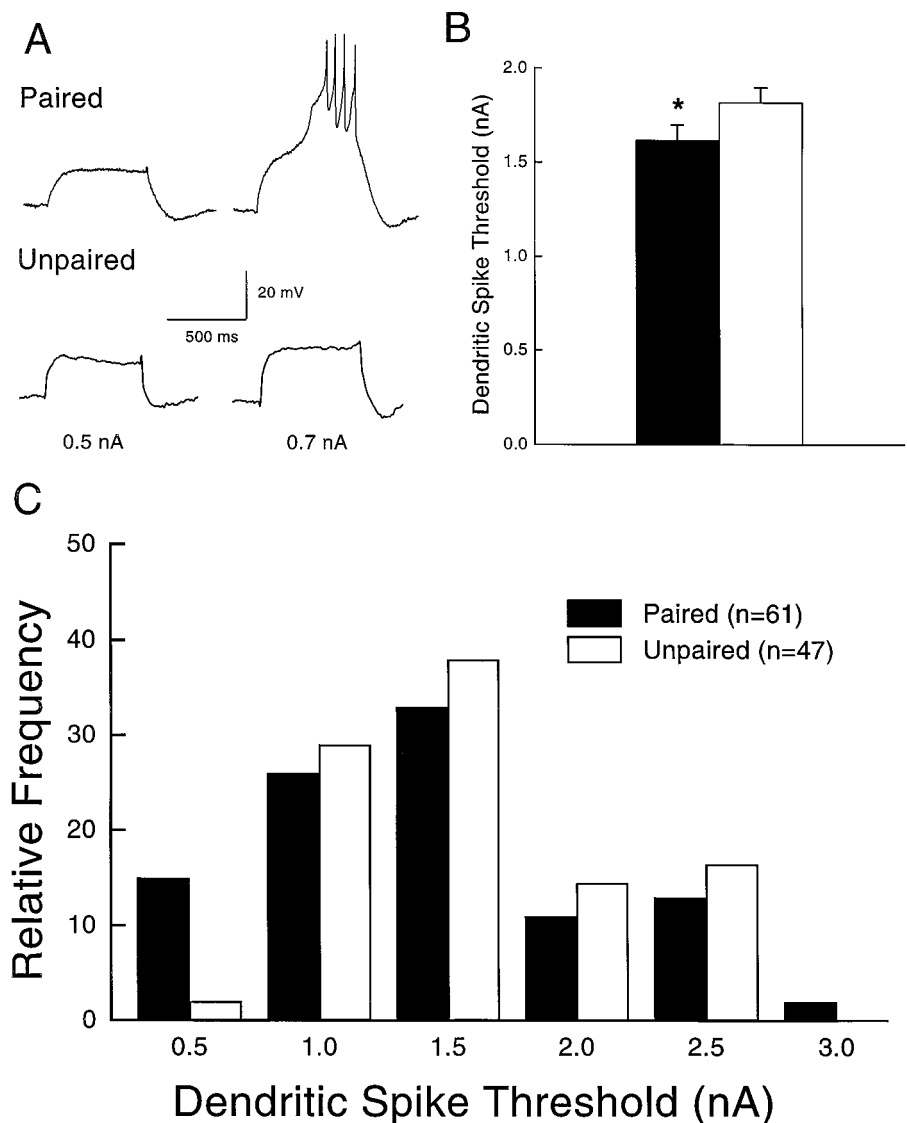 A
Paired
Unpaired
20 mV
500 ms
0.5 nA
0.7 nA
B
Dendritic Spike Threshold (nA)
2.0
1.5
1.0
0.5
0.0
*
C
Relative Frequency
50
40
30
20
10
0
Paired (n=61)
Unpaired (n=47)
0.5
1.0
1.5
2.0
2.5
3.0
Dendritic Spike Threshold (nA)